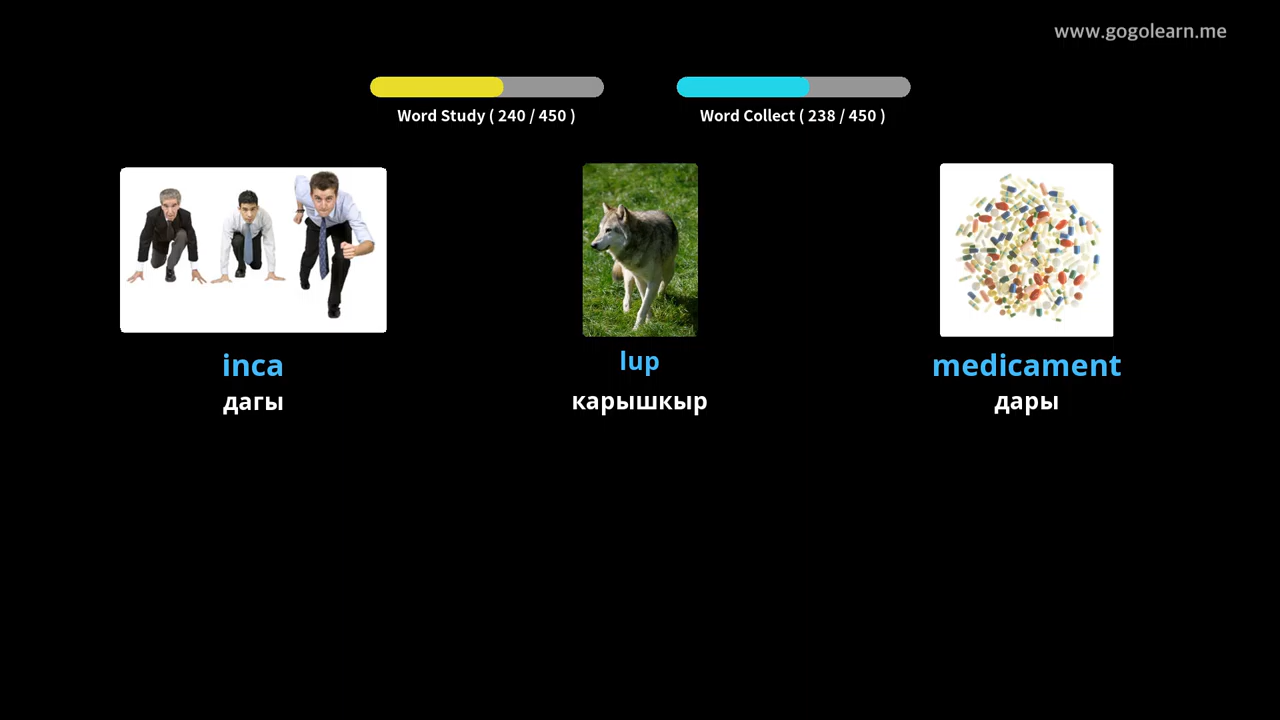 www.gogolearn.me
Word Study ( 240 / 450 )
Word Collect ( 238 / 450 )
inca
дагы
lup
карышкыр
medicament
дары